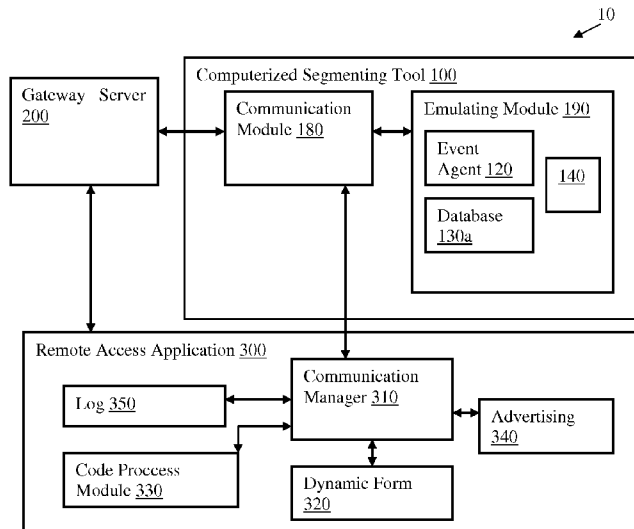 10
Computerized Segmenting Tool 100
Gateway Server
200
Communication
Module 180
Emulating Module 190
Event
Agent 120
140
Database
130a
Remote Access Application 300
Communication
Manager 310
Log 350
Advertising
340
Code Proccess
Module 330
Dynamic Form
320